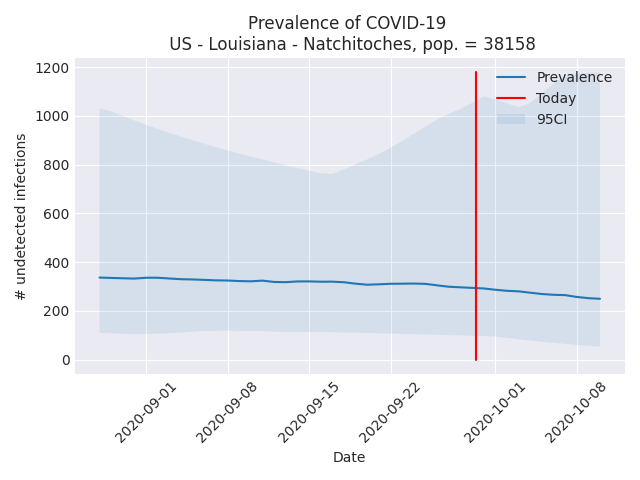 Prevalence of COVID-19
US - Louisiana - Natchitoches, pop. = 38158
1200
1000
800
600
400
200
0
# undetected infections
Prevalence
Today
95CI
2020-09-01
2020-09-08
2020-09-15
2020-09-22
2020-10-01
2020-10-08
Date